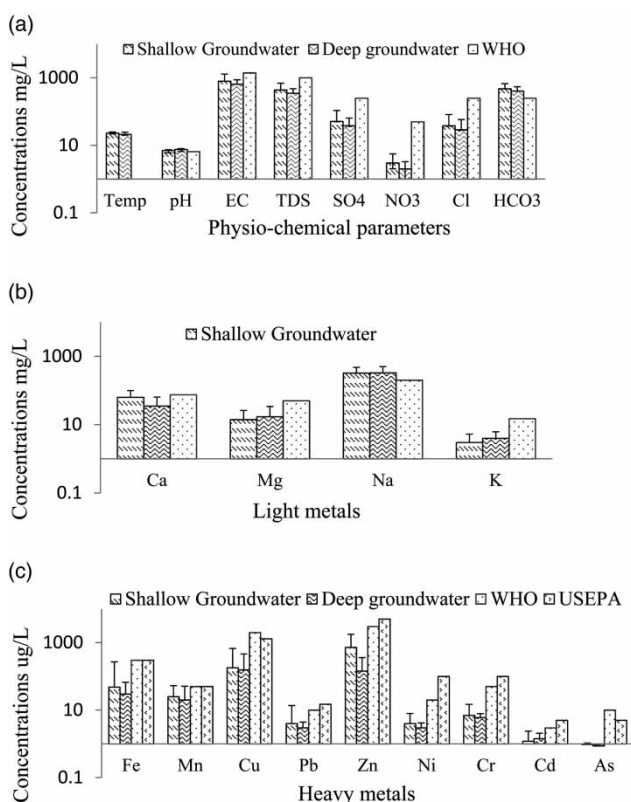 (a)
Shallow Groundwater Deep groundwater WHO
Concentrations mg/L
1000
10
0.1
Temp pH EC TDS SO4 NO3 Cl HCO3
Physio-chemical parameters
(b)
Shallow Groundwater
Concentrations mg/L
1000
10
0.1
Ca Mg Na K
Light metals
(c)
Shallow Groundwater Deep groundwater WHO USEPA
Concentrations ug/L
1000
10
0.1
Fe Mn Cu Pb Zn Ni Cr Cd As
Heavy metals